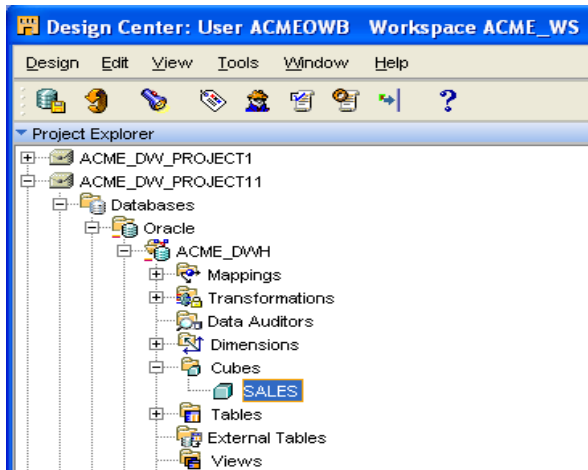 Design Center: User ACMEOWB Workspace ACME_WS
Design Edit View Tools Window Help
Project Explorer
ACME_DW_PROJECT1
ACME_DW_PROJECT11
Databases
Oracle
ACME_DWH
Mappings
Transformations
Data Auditors
Dimensions
Cubes
SALES
Tables
External Tables
Views